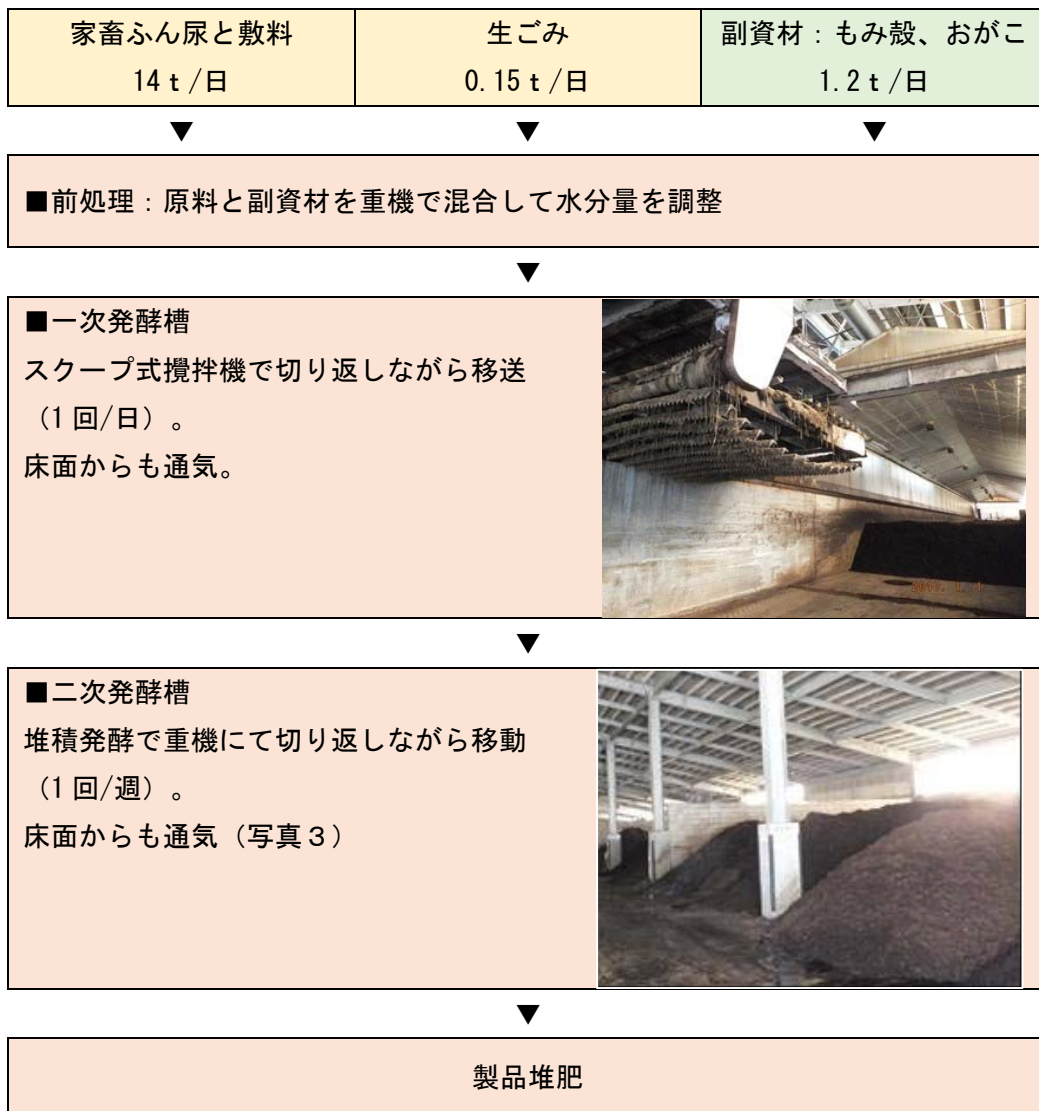 家畜ふん尿と敷料
14ｔ/日
生ごみ
0.15ｔ/日
副資材：もみ殻、おがこ
1.2ｔ/日
▼ ▼ ▼
■前処理：原料と副資材を重機で混合して水分量を調整
▼
■一次発酵槽
スクープ式攪拌機で切り返しながら移送
（1回/日）。
床面からも通気。
▼
■二次発酵槽
堆積発酵で重機にて切り返しながら移動
（1回/週）。
床面からも通気（写真３）
▼
製品堆肥